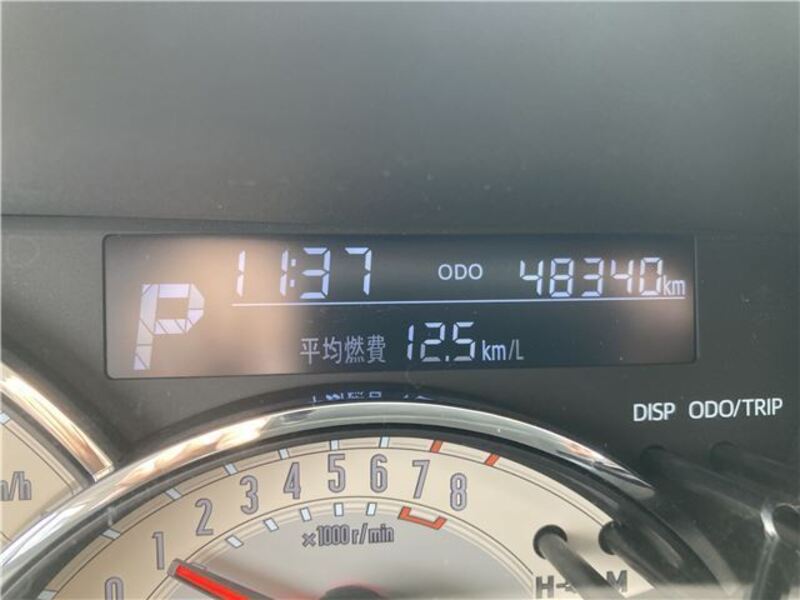 11:37 ODO 48340km
P
平均燃費 12.5km/L
DISP ODO/TRIP
0 1 2 3 4 5 6 7 8
×1000r/min
H M